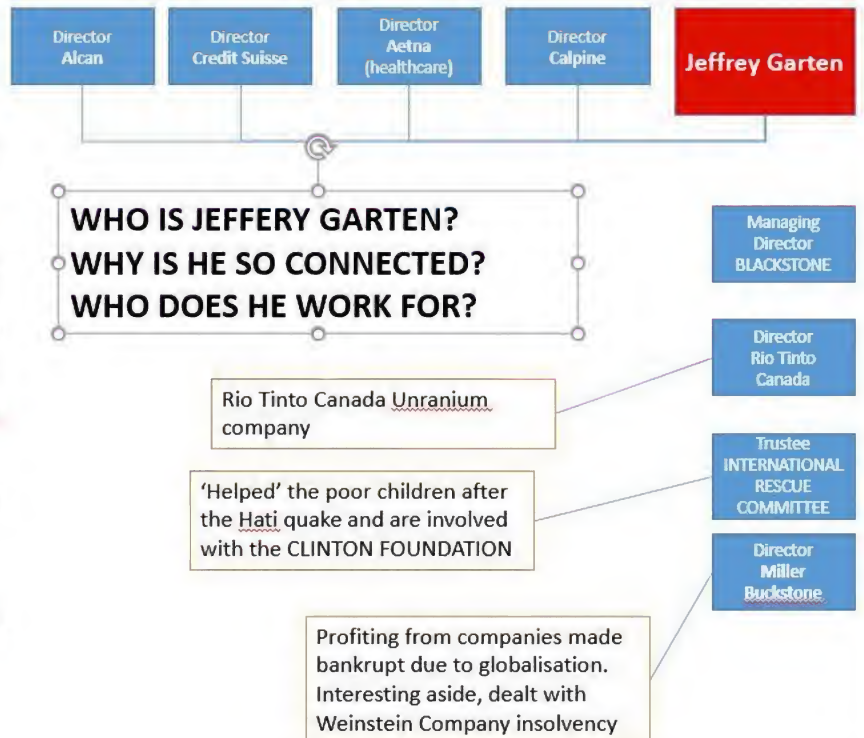 Director
Alcan
Director
Credit Suisse
Director
Aetna
(healthcare)
Director
Calpine
Jeffrey Garten
WHO IS JEFFERY GARTEN?
WHY IS HE SO CONNECTED?
WHO DOES HE WORK FOR?
Managing
Director
BLACKSTONE
Director
Rio Tinto
Canada
Rio Tinto Canada Unranium
company
Trustee
INTERNATIONAL
RESCUE
COMMITTEE
‘Helped’ the poor children after
the Hati quake and are involved
with the CLINTON FOUNDATION
Director
Miller
Buckstone
Profiting from companies made
bankrupt due to globalisation.
Interesting aside, dealt with
Weinstein Company insolvency